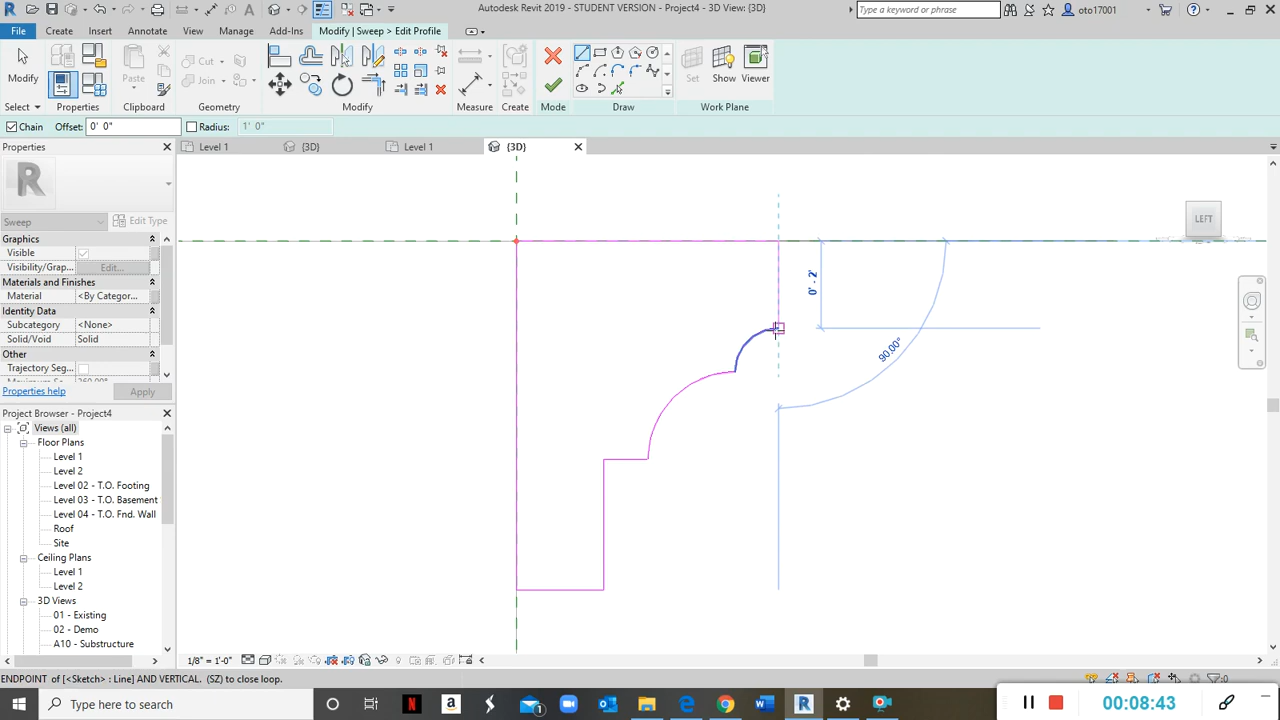 Autodesk Revit 2019 - STUDENT VERSION - Project4 - 3D View: {3D}
Type a keyword or phrase
oto17001
File
Create
Insert
Annotate
View
Manage
Add-Ins
Modify | Sweep > Edit Profile
Modify
Paste
Cut
Join
Set
Show
Viewer
Select
Properties
Clipboard
Geometry
Modify
Measure
Create
Mode
Draw
Work Plane
Chain
Offset:
0' 0"
Radius:
1' 0"
Properties
Level 1
{3D}
Level 1
{3D}
R
Sweep
Edit Type
Graphics
Visible
Visibility/Grap...
Edit...
Materials and Finishes
Material
<By Categor...
Identity Data
Subcategory
<None>
Solid/Void
Solid
Other
Trajectory Seg...
Properties help
Apply
LEFT
0' - 2"
90.00°
Project Browser - Project4
Views (all)
Floor Plans
Level 1
Level 2
Level 02 - T.O. Footing
Level 03 - T.O. Basement
Level 04 - T.O. Fnd. Wall
Roof
Site
Ceiling Plans
Level 1
Level 2
3D Views
01 - Existing
02 - Demo
A10 - Substructure
1/8" = 1'-0"
ENDPOINT of [<Sketch> : Line] AND VERTICAL. (SZ) to close loop.
:0
Type here to search
00:08:43